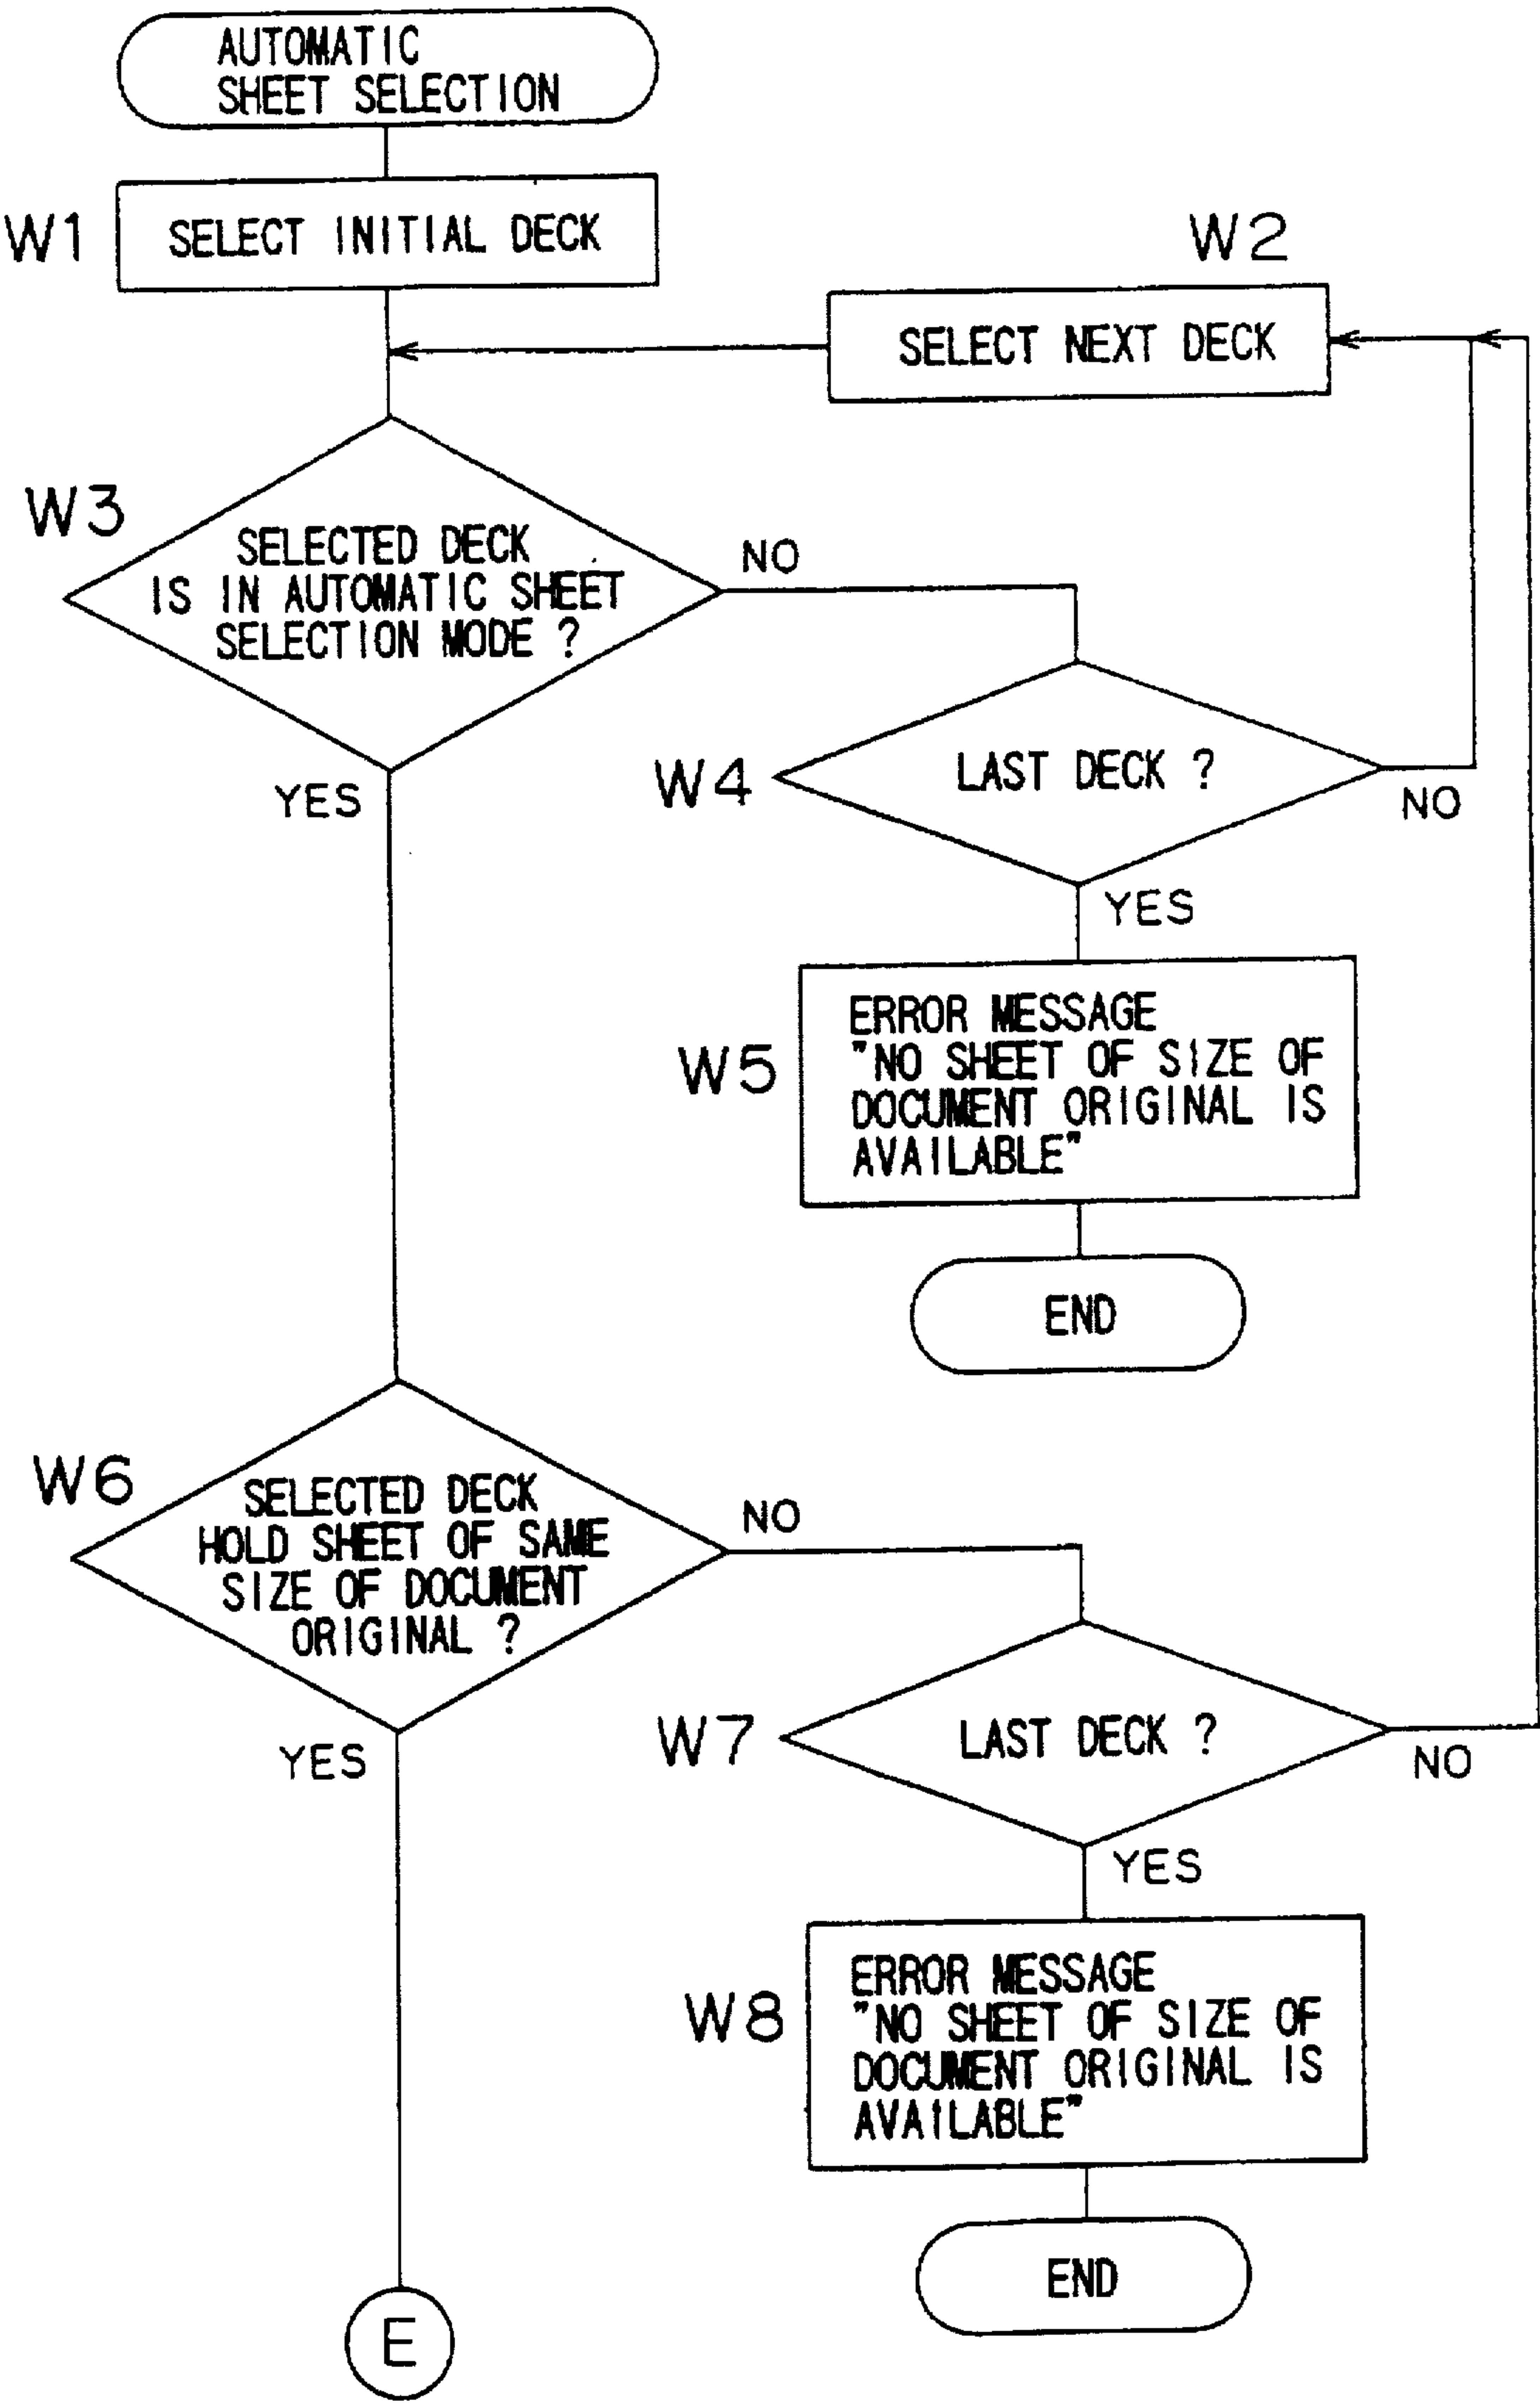 AUTOMATIC
SHEET SELECTION
W1
SELECT INITIAL DECK
W2
SELECT NEXT DECK
W3
SELECTED DECK
IS IN AUTOMATIC SHEET
SELECTION MODE ?
NO
YES
W4
LAST DECK ?
NO
YES
W5
ERROR MESSAGE
"NO SHEET OF SIZE OF
DOCUMENT ORIGINAL IS
AVAILABLE"
END
W6
SELECTED DECK
HOLD SHEET OF SAME
SIZE OF DOCUMENT
ORIGINAL ?
NO
YES
W7
LAST DECK ?
NO
YES
W8
ERROR MESSAGE
"NO SHEET OF SIZE OF
DOCUMENT ORIGINAL IS
AVAILABLE"
END
E